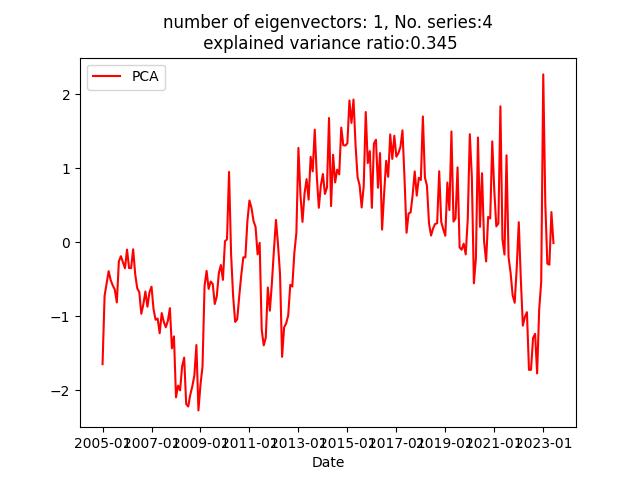 number of eigenvectors: 1, No. series:4
explained variance ratio:0.345
PCA
2
1
0
−1
−2
2005-01 2007-01 2009-01 2011-01 2013-01 2015-01 2017-01 2019-01 2021-01 2023-01
Date